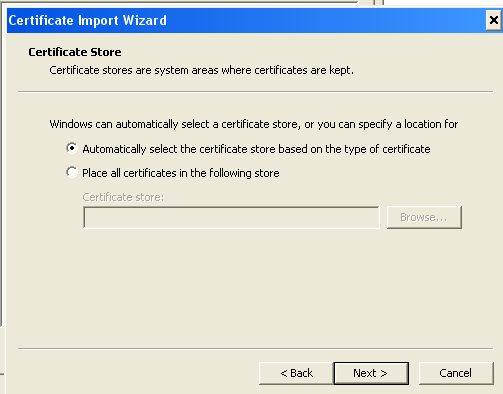 Certificate Import Wizard
Certificate Store
Certificate stores are system areas where certificates are kept.
Windows can automatically select a certificate store, or you can specify a location for
Automatically select the certificate store based on the type of certificate
Place all certificates in the following store
Certificate store:
Browse...
< Back
Next >
Cancel